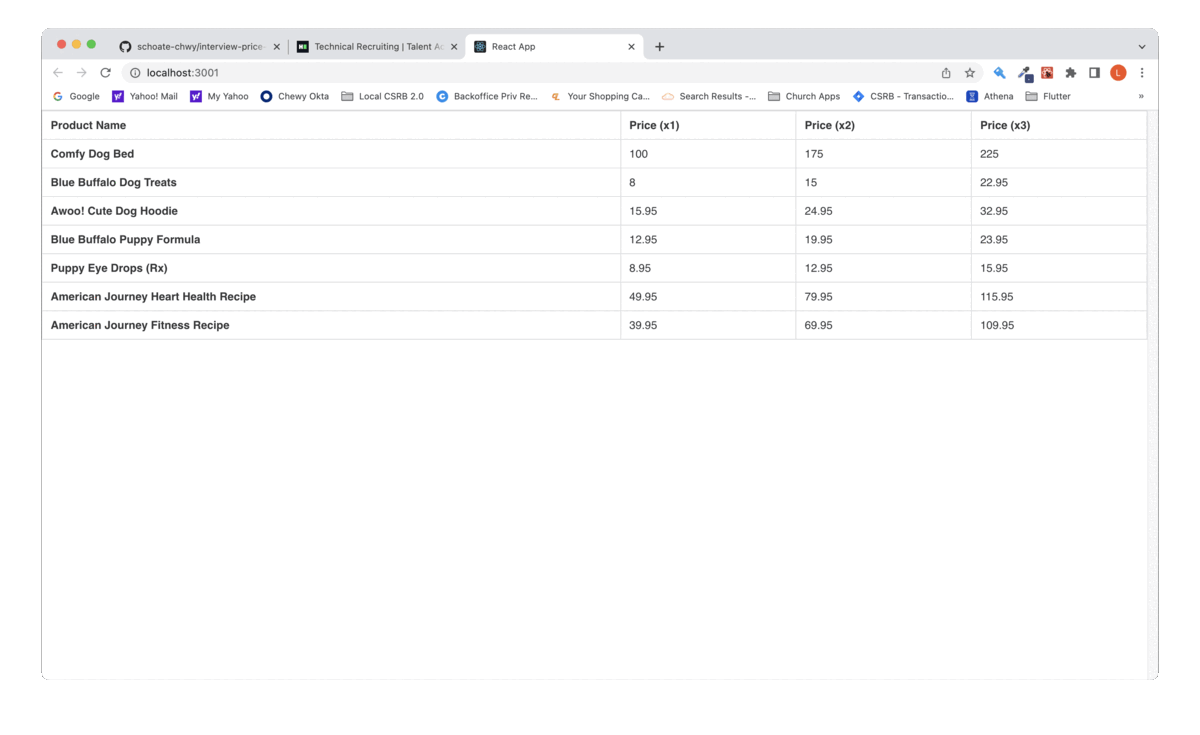 schoate-chwy/interview-price- Technical Recruiting | Talent Ac React App
localhost:3001 L
Google Yahoo! Mail My Yahoo Chewy Okta Local CSRB 2.0 Backoffice Priv Re... Your Shopping Ca... Search Results -... Church Apps CSRB - Transactio... Athena Flutter »
Product Name Price (x1) Price (x2) Price (x3)
Comfy Dog Bed 100 175 225
Blue Buffalo Dog Treats 8 15 22.95
Awoo! Cute Dog Hoodie 15.95 24.95 32.95
Blue Buffalo Puppy Formula 12.95 19.95 23.95
Puppy Eye Drops (Rx) 8.95 12.95 15.95
American Journey Heart Health Recipe 49.95 79.95 115.95
American Journey Fitness Recipe 39.95 69.95 109.95